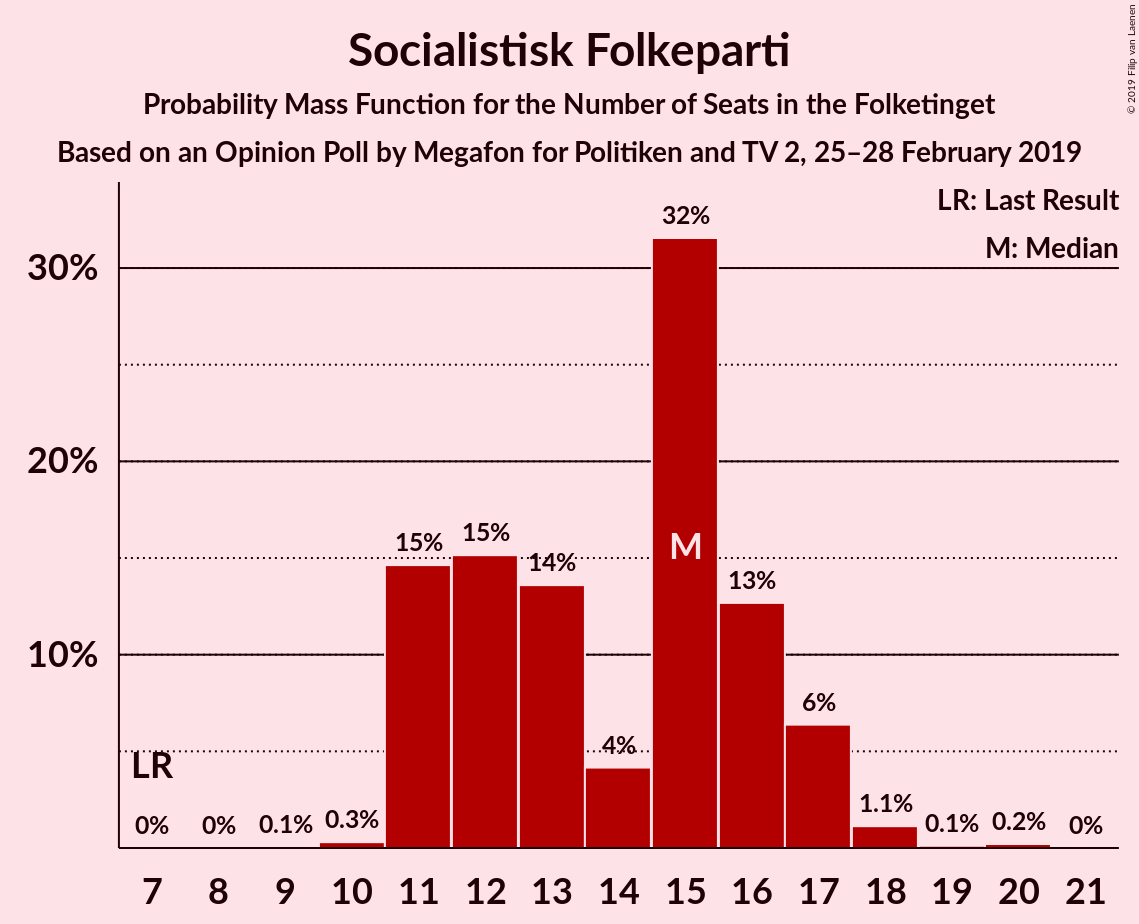 Socialistisk Folkeparti
Probability Mass Function for the Number of Seats in the Folketinget
Based on an Opinion Poll by Megafon for Politiken and TV 2, 25–28 February 2019
© 2019 Filip van Laenen
LR: Last Result
M: Median
30%
20%
10%
LR
M
0% 0% 0.1% 0.3% 15% 15% 14% 4% 32% 13% 6% 1.1% 0.1% 0.2% 0%
7 8 9 10 11 12 13 14 15 16 17 18 19 20 21